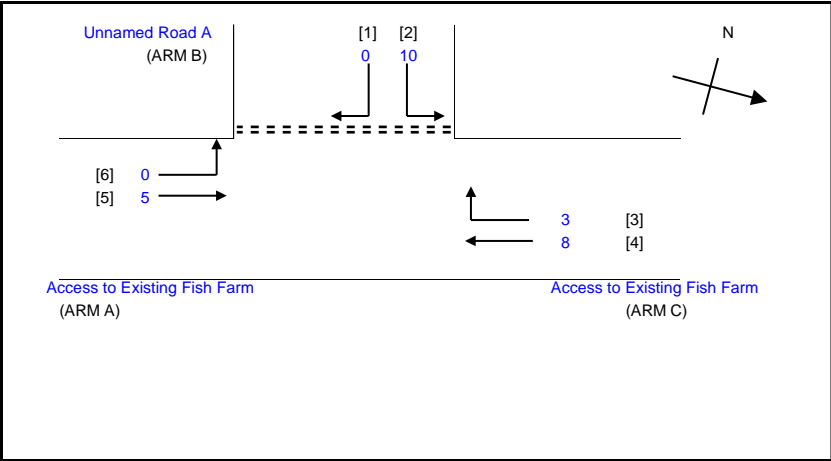 Unnamed Road A [1] [2] N
(ARM B) 0 10
[6] 0
[5] 5
3 [3]
8 [4]
Access to Existing Fish Farm Access to Existing Fish Farm
(ARM A) (ARM C)